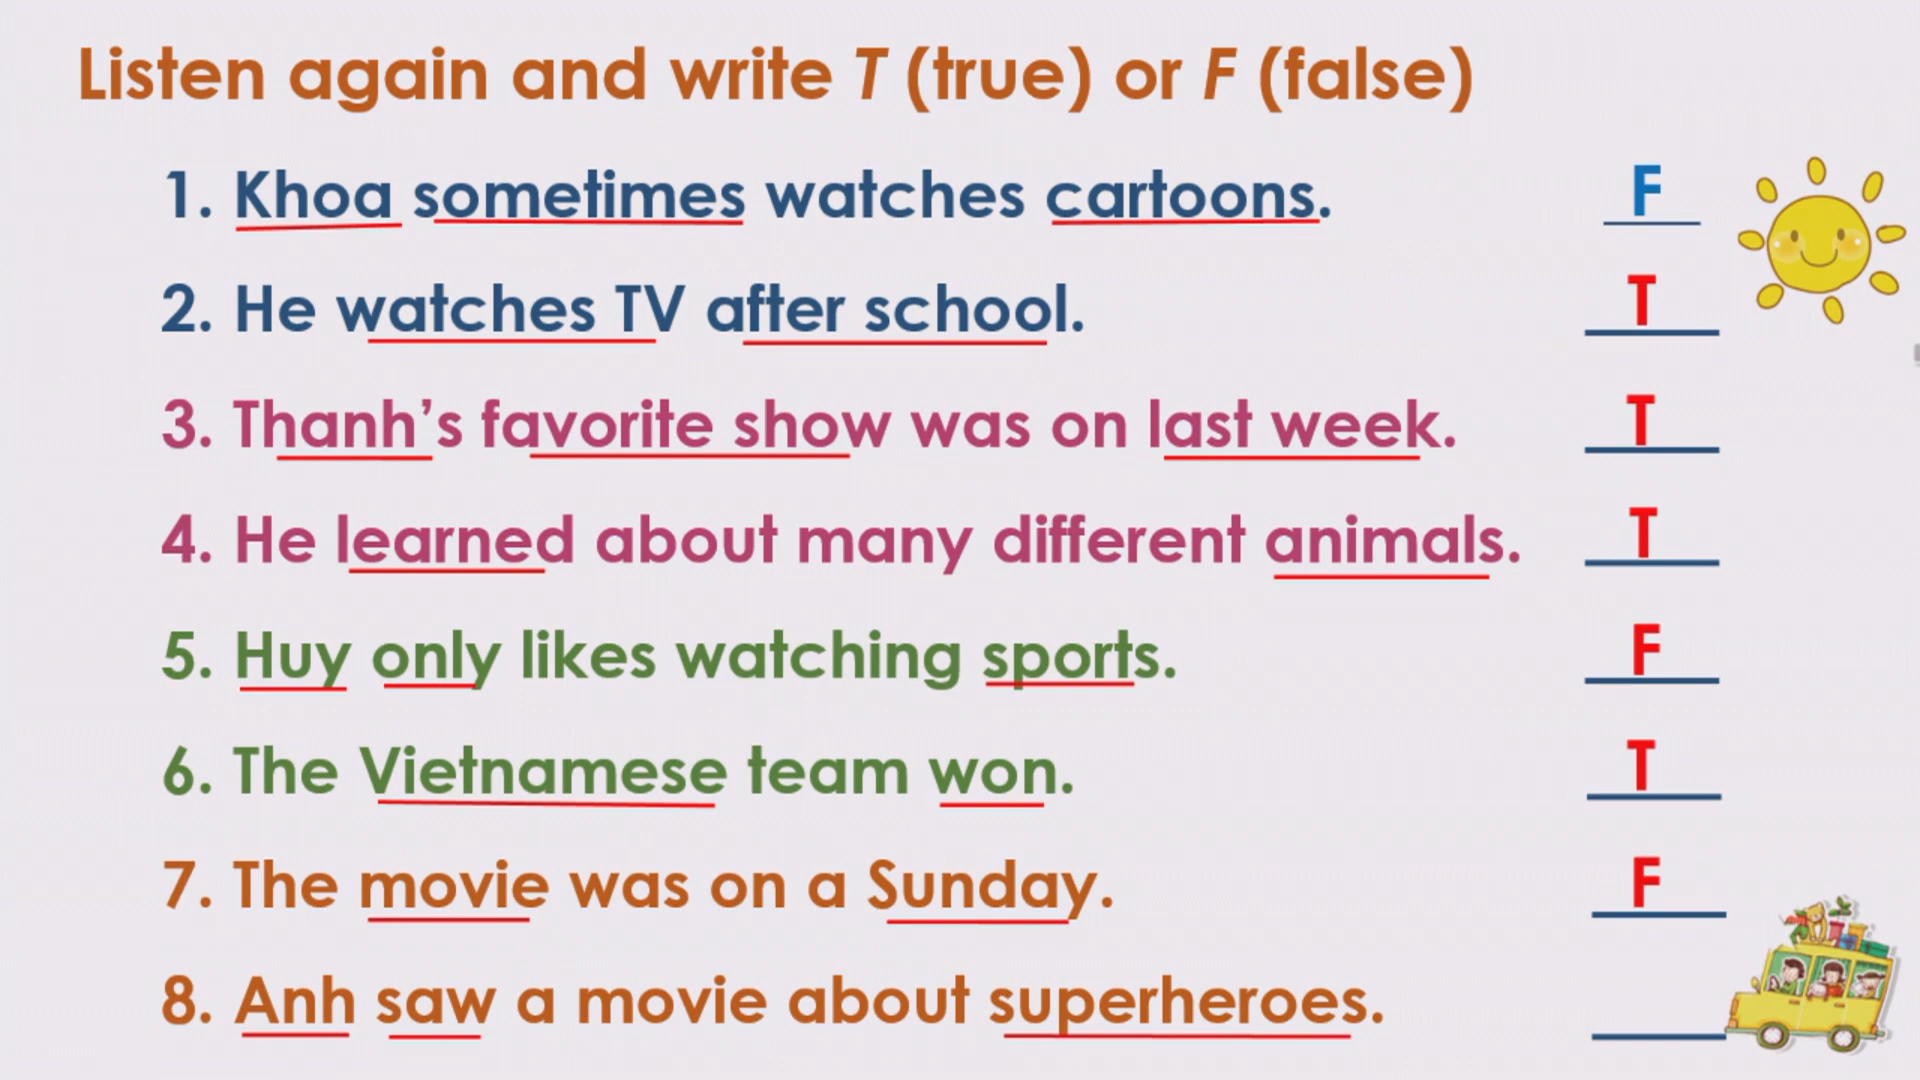 Listen again and write T (true) or F (false)
1. Khoa sometimes watches cartoons. F
2. He watches TV after school. T
3. Thanh’s favorite show was on last week. T
4. He learned about many different animals. T
5. Huy only likes watching sports. F
6. The Vietnamese team won. T
7. The movie was on a Sunday. F
8. Anh saw a movie about superheroes.